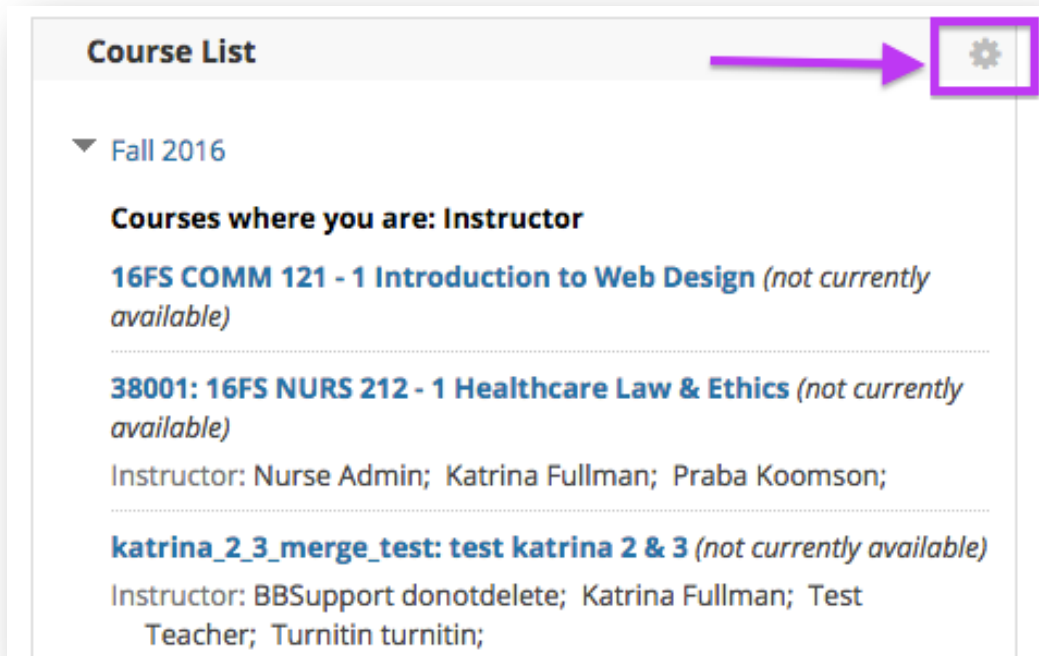 Course List
Fall 2016
Courses where you are: Instructor
16FS COMM 121 - 1 Introduction to Web Design (not currently
available)
38001: 16FS NURS 212 - 1 Healthcare Law & Ethics (not currently
available)
Instructor: Nurse Admin; Katrina Fullman; Praba Koomson;
katrina_2_3_merge_test: test katrina 2 & 3 (not currently available)
Instructor: BBSupport donotdelete; Katrina Fullman; Test
Teacher; Turnitin turnitin;